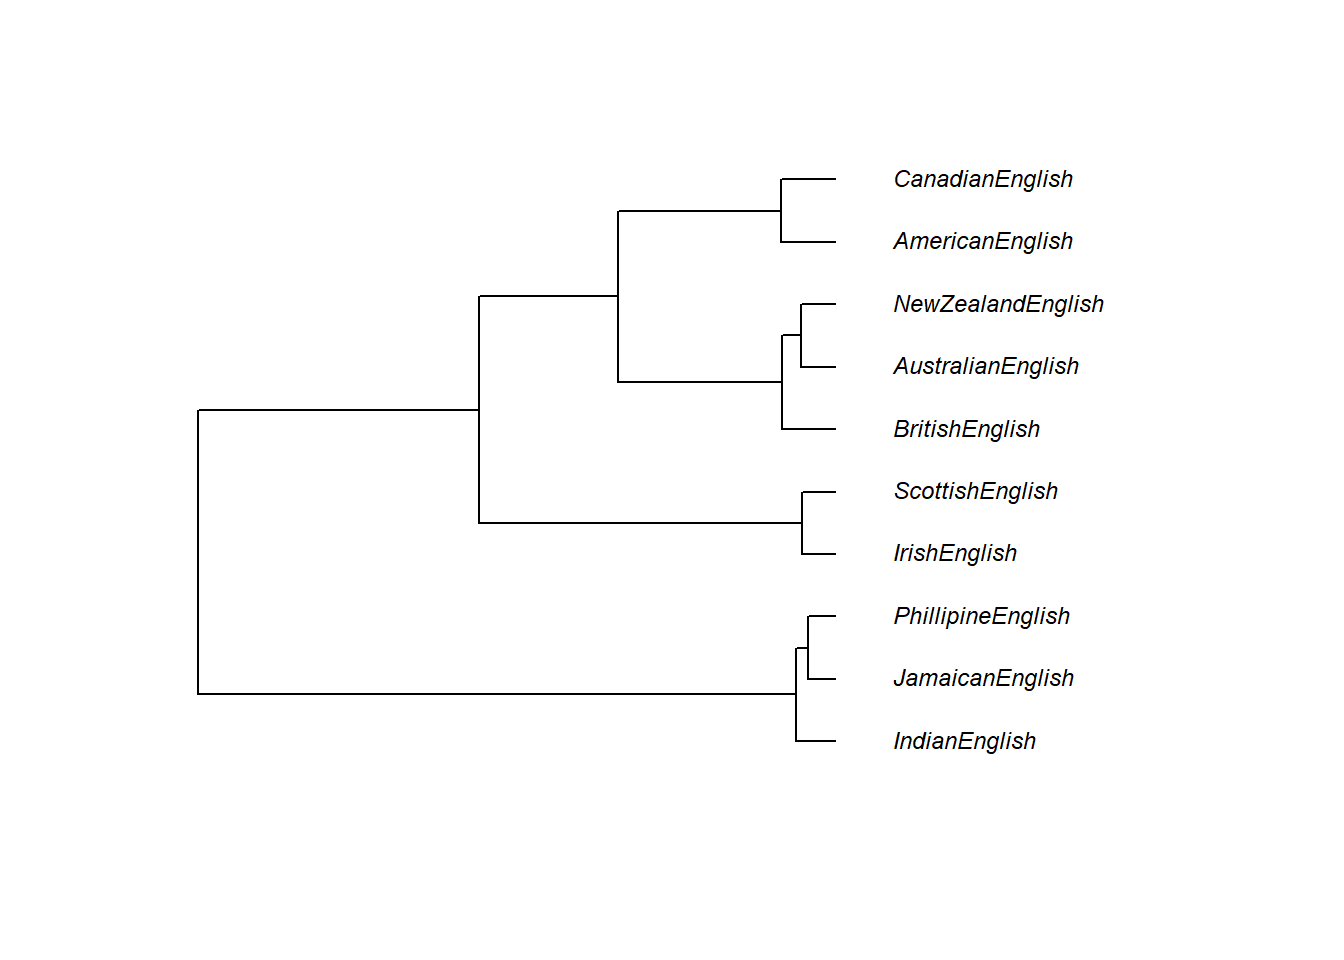 CanadianEnglish
AmericanEnglish
NewZealandEnglish
AustralianEnglish
BritishEnglish
ScottishEnglish
IrishEnglish
PhillipineEnglish
JamaicanEnglish
IndianEnglish